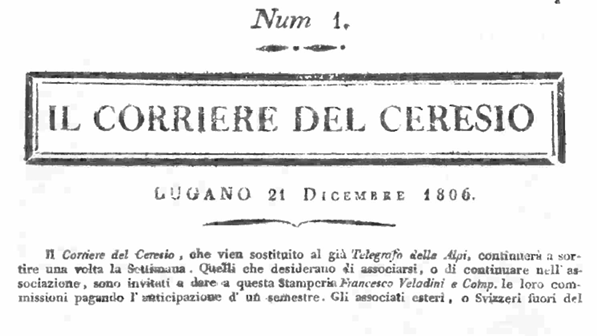 Num 1.
IL CORRIERE DEL CERESIO
LUGANO 21 DICEMBRE 1806.
Il Corriere del Ceresio, che vien sostituito al già Telegrafo delle Alpi, continuerà a sor-
tire una volta la Settimana. Quelli che desiderano di associarsi, o di continuare nell' as-
sociazione, sono invitati a dare a questa Stamperia Francesco Veladini e Comp. le loro com-
missioni pagando l' anticipazione d' un semestre. Gli associati esteri, o Svizzeri fuori del